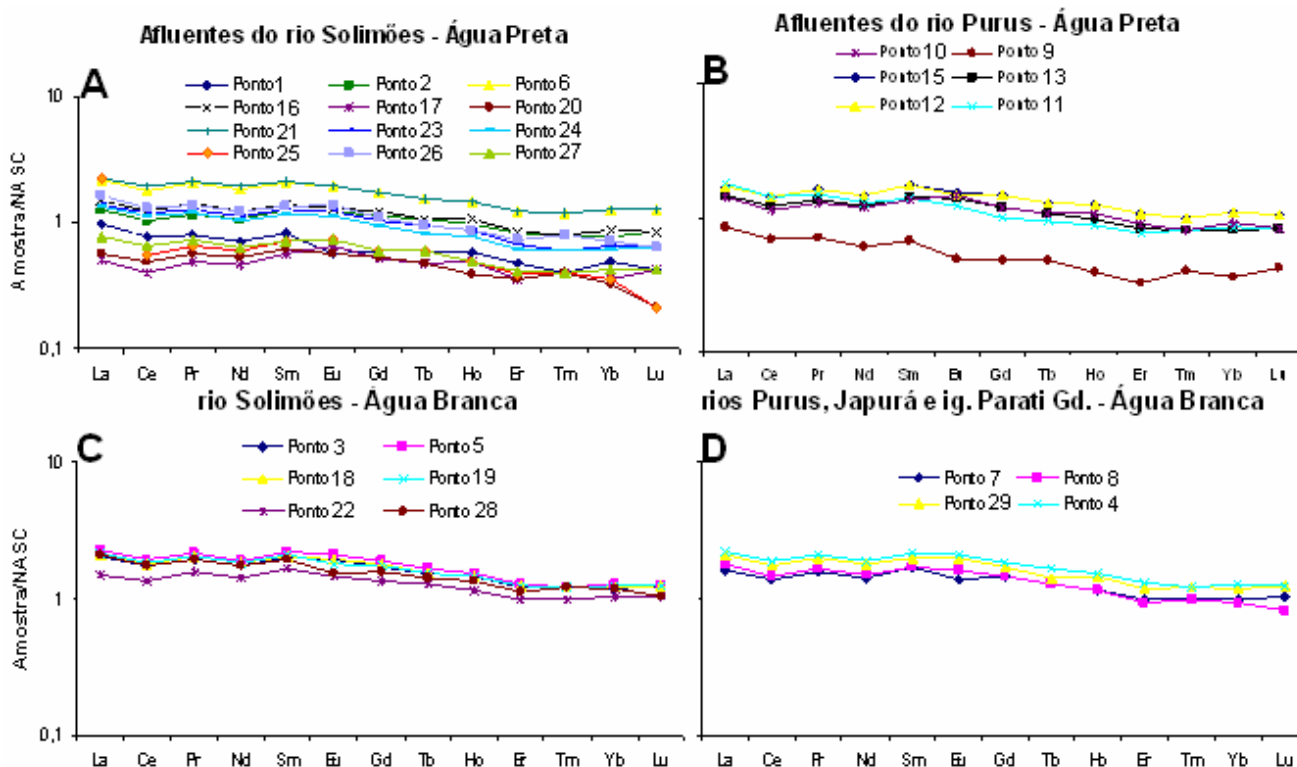 Afluentes do rio Solimões - Água Preta
A
Ponto 1
Ponto 2
Ponto 6
Ponto 16
Ponto 17
Ponto 20
Ponto 21
Ponto 23
Ponto 24
Ponto 25
Ponto 26
Ponto 27
Amostra/NASC
10
1
0,1
La Ce Pr Nd Sm Eu Gd Tb Ho Er Tm Yb Lu
Afluentes do rio Purus - Água Preta
B
Ponto 10
Ponto 9
Ponto 15
Ponto 13
Ponto 12
Ponto 11
La Ce Pr Nd Sm Eu Gd Tb Ho Er Tm Yb Lu
rio Solimões - Água Branca
C
Ponto 3
Ponto 5
Ponto 18
Ponto 19
Ponto 22
Ponto 28
Amostra/NASC
10
1
0,1
La Ce Pr Nd Sm Eu Gd Tb Ho Er Tm Yb Lu
rios Purus, Japurá e ig. Parati Gd. - Água Branca
D
Ponto 7
Ponto 8
Ponto 29
Ponto 4
La Ce Pr Nd Sm Eu Gd Tb Ho Er Tm Yb Lu